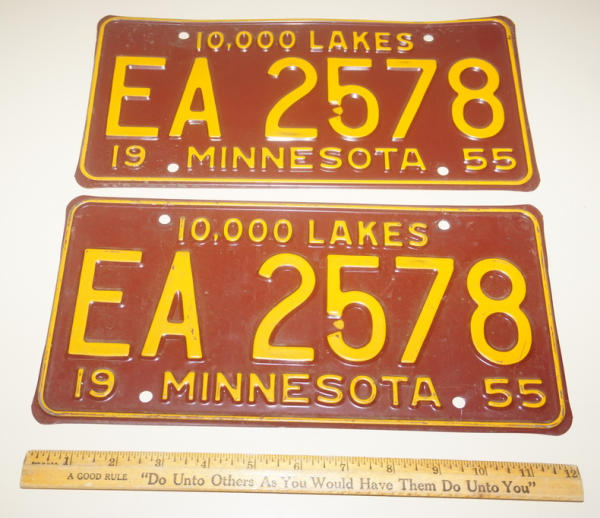 10,000 LAKES
EA 2578
19 MINNESOTA 55
10,000 LAKES
EA 2578
19 MINNESOTA 55
1 2 3 4 5 6 7 8 9 10 11 12
A GOOD RULE "Do Unto Others As You Would Have Them Do Unto You"